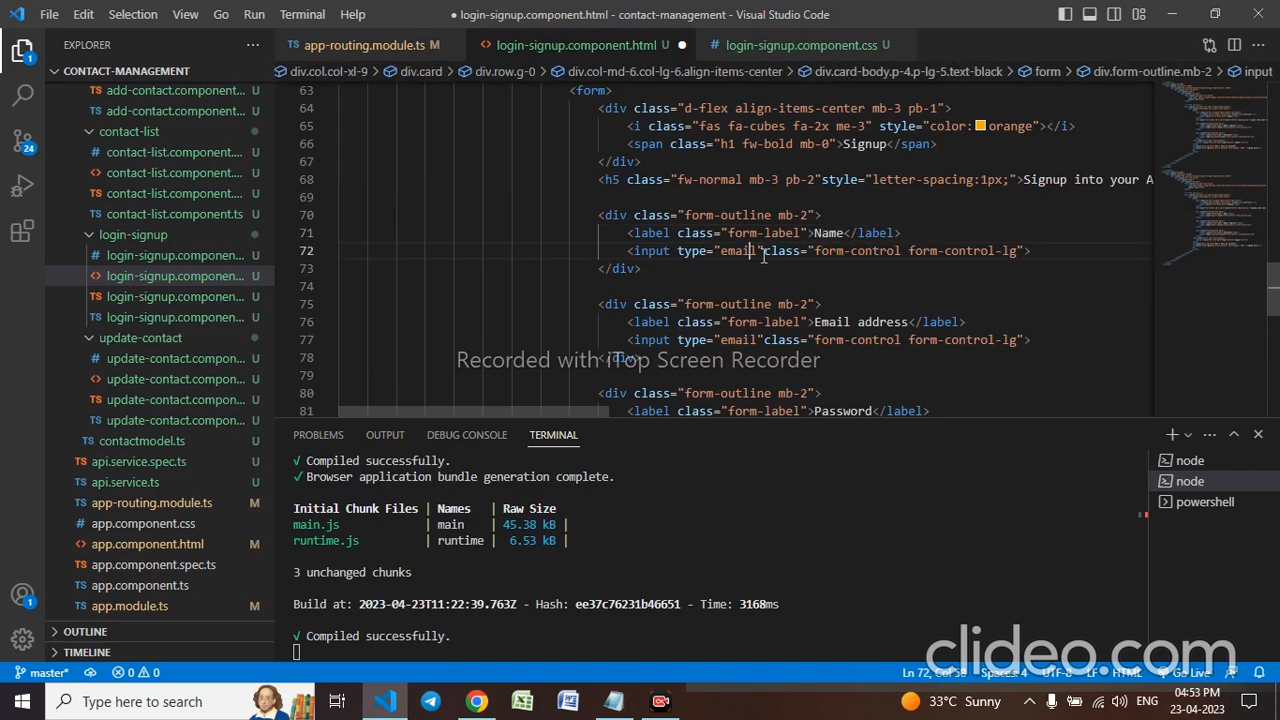 File Edit Selection View Go Run Terminal Help
● login-signup.component.html - contact-management - Visual Studio Code
EXPLORER ...
TS app-routing.module.ts M
<> login-signup.component.html U ●
# login-signup.component.css U
CONTACT-MANAGEMENT
div.col.col-xl-9 div.card div.row.g-0 div.col-md-6.col-lg-6.align-items-center div.card-body.p-4.p-lg-5.text-black form div.form-outline.mb-2 input
add-contact.componen... U
add-contact.componen... U
contact-list
contact-list.componen... U
contact-list.componen... U
contact-list.componen... U
contact-list.component.ts U
login-signup
login-signup.componen... U
login-signup.componen... U
login-signup.componen... U
login-signup.componen... U
update-contact
update-contact.compon... U
update-contact.compon... U
update-contact.compon... U
update-contact.compon... U
contactmodel.ts U
api.service.spec.ts U
api.service.ts U
app-routing.module.ts M
app.component.css
app.component.html M
app.component.spec.ts
app.component.ts
app.module.ts M
OUTLINE
TIMELINE
63 <form>
64 <div class="d-flex align-items-center mb-3 pb-1">
65 <i class="fas fa-cubes fa-2x me-3" style="color: orange"></i>
66 <span class="h1 fw-bold mb-0">Signup</span>
67 </div>
68 <h5 class="fw-normal mb-3 pb-2"style="letter-spacing:1px;">Signup into your A
69
70 <div class="form-outline mb-2">
71 <label class="form-label">Name</label>
72 <input type="email"class="form-control form-control-lg">
73 </div>
74
75 <div class="form-outline mb-2">
76 <label class="form-label">Email address</label>
77 <input type="email"class="form-control form-control-lg">
78 </div>
79
80 <div class="form-outline mb-2">
81 <label class="form-label">Password</label>
Recorded with iTop Screen Recorder
PROBLEMS OUTPUT DEBUG CONSOLE TERMINAL
✓ Compiled successfully.
✓ Browser application bundle generation complete.
Initial Chunk Files | Names | Raw Size
main.js | main | 45.38 kB |
runtime.js | runtime | 6.53 kB |
3 unchanged chunks
Build at: 2023-04-23T11:22:39.763Z - Hash: ee37c76231b46651 - Time: 3168ms
✓ Compiled successfully.
node
node
powershell
clideo.com
master* 0 0
Ln 72, Col Spaces: 4 UTF-8 LF HTML Go Live
Type here to search
33°C Sunny
ENG
04:53 PM
23-04-2023
1
24
1